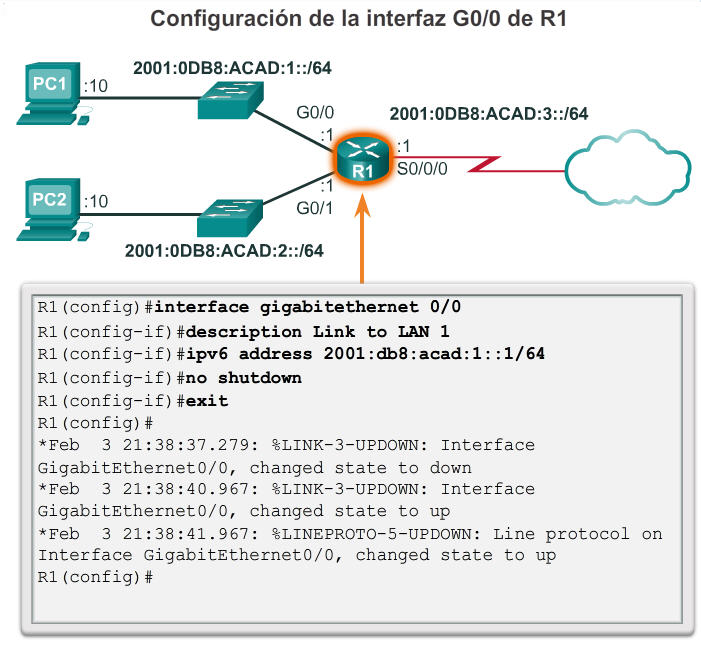 Configuración de la interfaz G0/0 de R1
2001:0DB8:ACAD:1::/64
PC1
:10
G0/0
:1
2001:0DB8:ACAD:3::/64
R1
:1
S0/0/0
PC2
:10
:1
G0/1
2001:0DB8:ACAD:2::/64
R1(config)#interface gigabitethernet 0/0
R1(config-if)#description Link to LAN 1
R1(config-if)#ipv6 address 2001:db8:acad:1::1/64
R1(config-if)#no shutdown
R1(config-if)#exit
R1(config)#
*Feb  3 21:38:37.279: %LINK-3-UPDOWN: Interface
GigabitEthernet0/0, changed state to down
*Feb  3 21:38:40.967: %LINK-3-UPDOWN: Interface
GigabitEthernet0/0, changed state to up
*Feb  3 21:38:41.967: %LINEPROTO-5-UPDOWN: Line protocol on
Interface GigabitEthernet0/0, changed state to up
R1(config)#